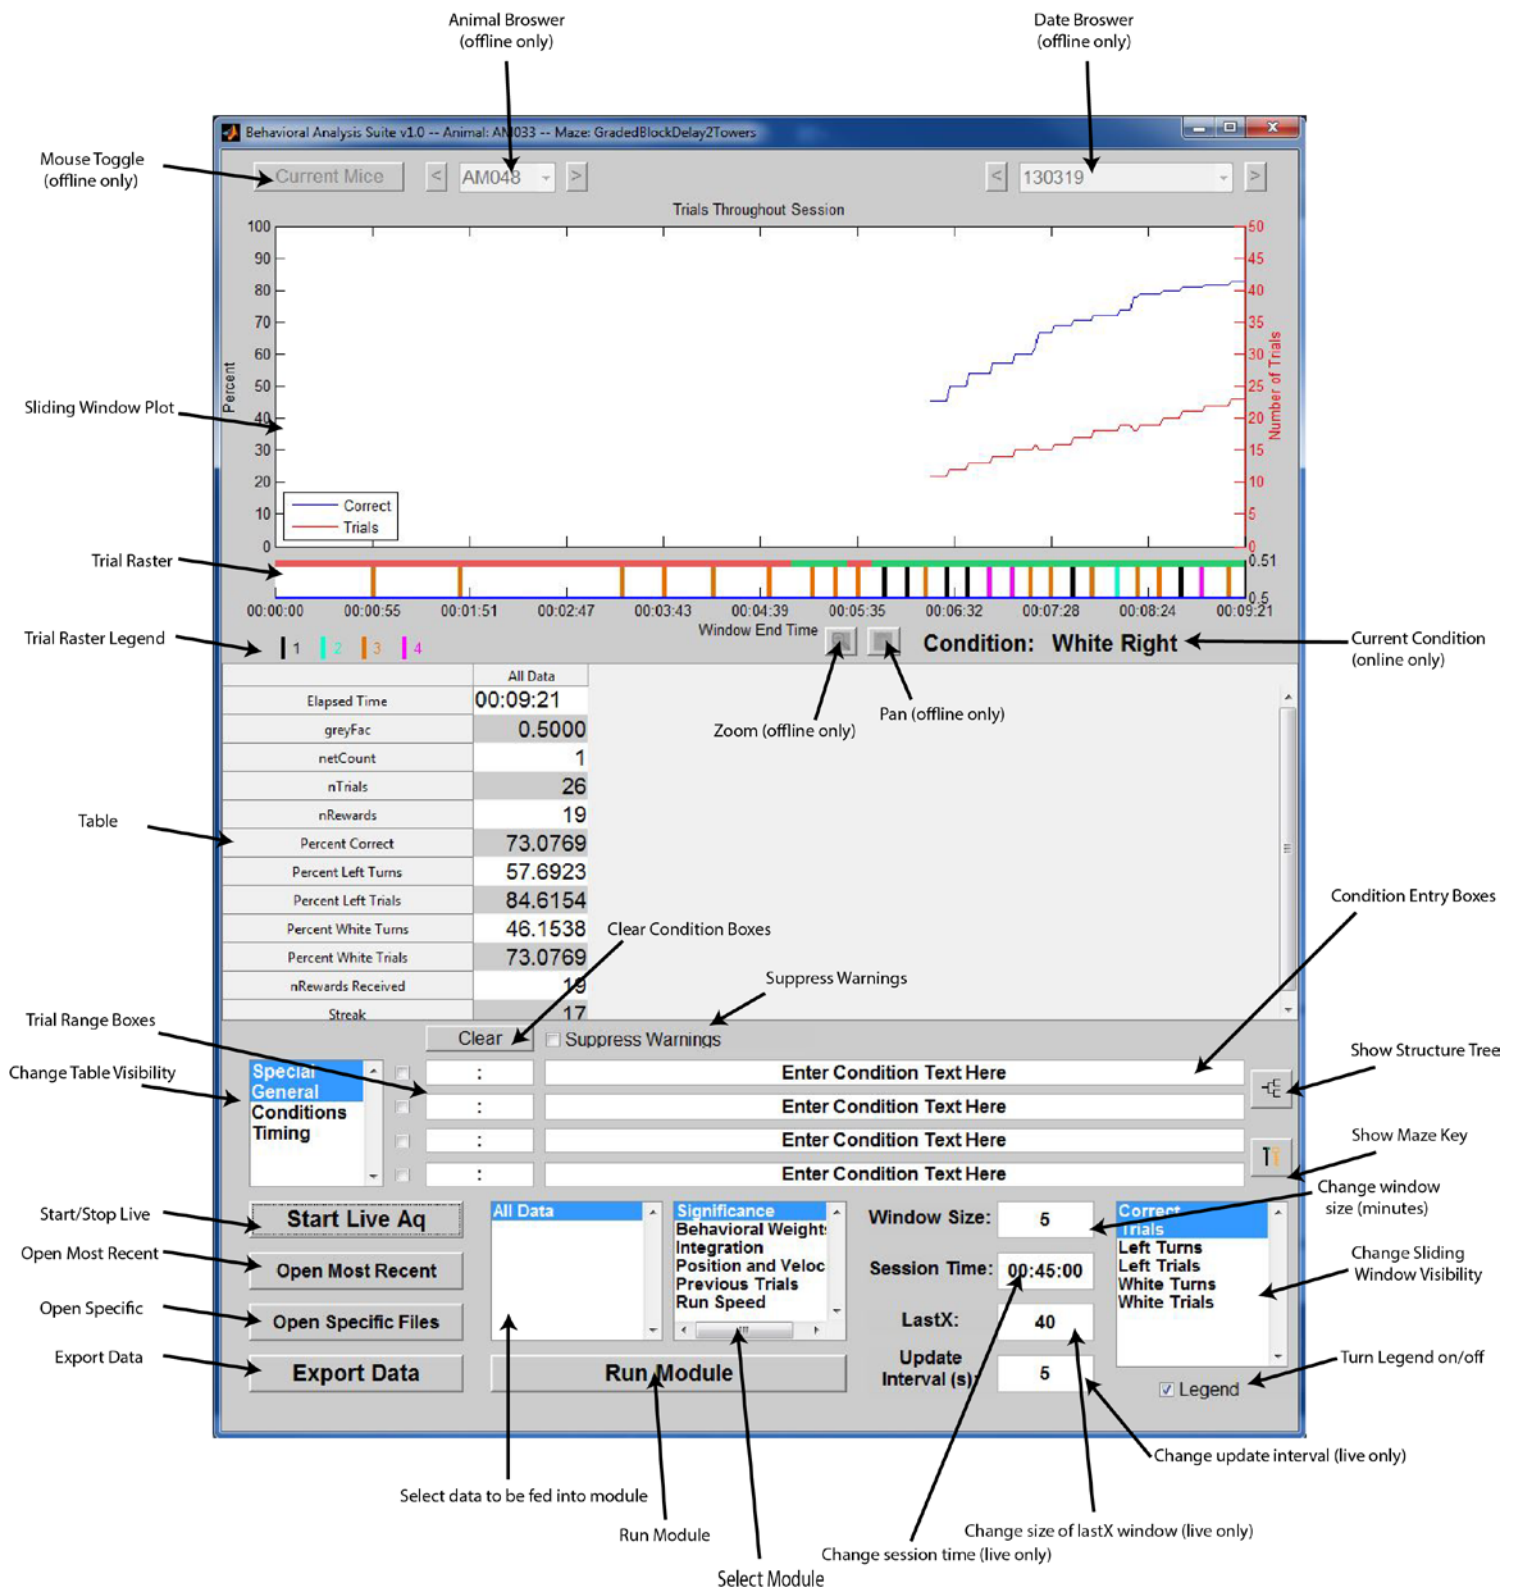 Animal Broswer
(offline only)
Date Broswer
(offline only)
Behavioral Analysis Suite v1.0 -- Animal: AM033 -- Maze: GradedBlockDelay2Towers
Mouse Toggle
(offline only)
Current Mice
<
AM048
>
<
130319
>
Trials Throughout Session
100
90
80
70
60
50
40
30
20
10
0
Percent
50
45
40
35
30
25
20
15
10
5
0
Number of Trials
Sliding Window Plot
Correct
Trials
Trial Raster
0.51
0.5
00:00:00
00:00:55
00:01:51
00:02:47
00:03:43
00:04:39
00:05:35
00:06:32
00:07:28
00:08:24
00:09:21
Window End Time
Trial Raster Legend
1
2
3
4
Condition: White Right
Current Condition
(online only)
Zoom (offline only)
Pan (offline only)
All Data
Elapsed Time 00:09:21
greyFac 0.5000
netCount 1
nTrials 26
nRewards 19
Table
Percent Correct 73.0769
Percent Left Turns 57.6923
Percent Left Trials 84.6154
Percent White Turns 46.1538
Percent White Trials 73.0769
nRewards Received 19
Streak 17
Condition Entry Boxes
Clear Condition Boxes
Suppress Warnings
Trial Range Boxes
Clear
Suppress Warnings
Change Table Visibility
Special
General
Conditions
Timing
: Enter Condition Text Here
: Enter Condition Text Here
: Enter Condition Text Here
: Enter Condition Text Here
Show Structure Tree
Show Maze Key
Start/Stop Live
Start Live Aq
Open Most Recent
Open Most Recent
Open Specific
Open Specific Files
Export Data
Export Data
All Data
Significance
Behavioral Weights
Integration
Position and Veloc
Previous Trials
Run Speed
Run Module
Window Size: 5
Session Time: 00:45:00
LastX: 40
Update
Interval (s): 5
Correct
Trials
Left Turns
Left Trials
White Turns
White Trials
Legend
Change window
size (minutes)
Change Sliding
Window Visibility
Turn Legend on/off
Change update interval (live only)
Select data to be fed into module
Run Module
Change size of lastX window (live only)
Change session time (live only)
Select Module